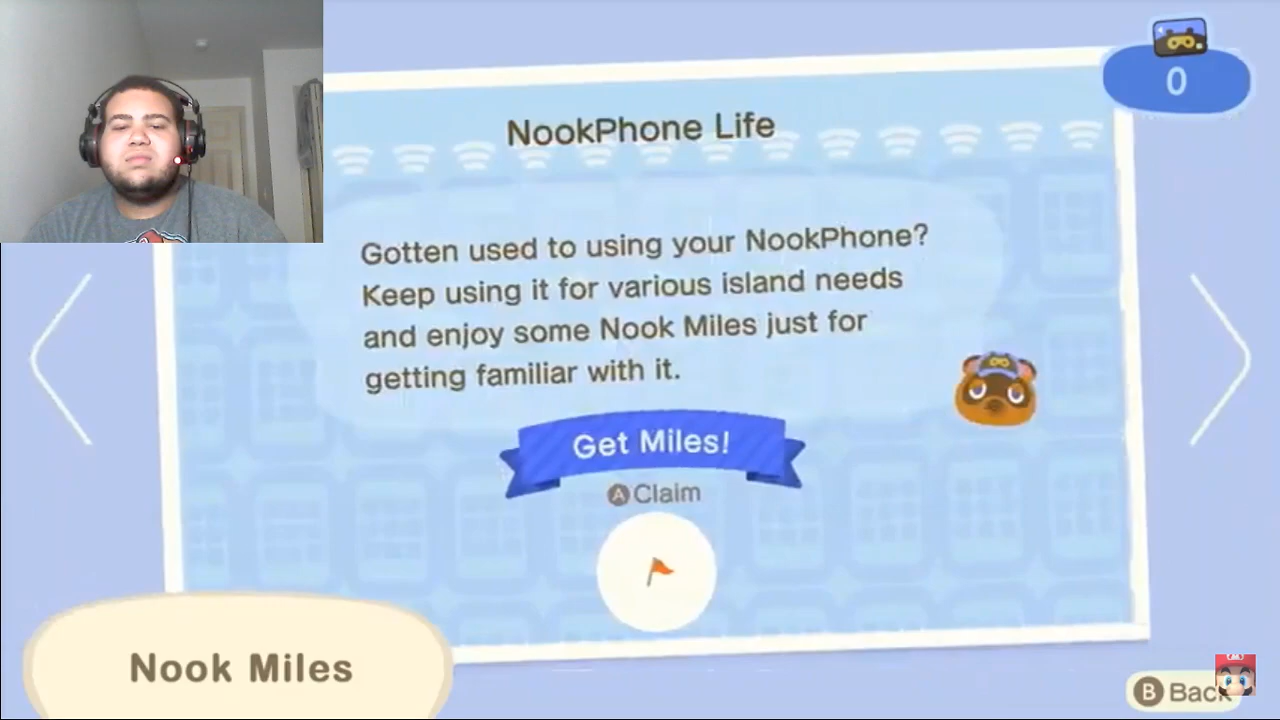 0
NookPhone Life
Gotten used to using your NookPhone?
Keep using it for various island needs
and enjoy some Nook Miles just for
getting familiar with it.
Get Miles!
A Claim
Nook Miles
B Back